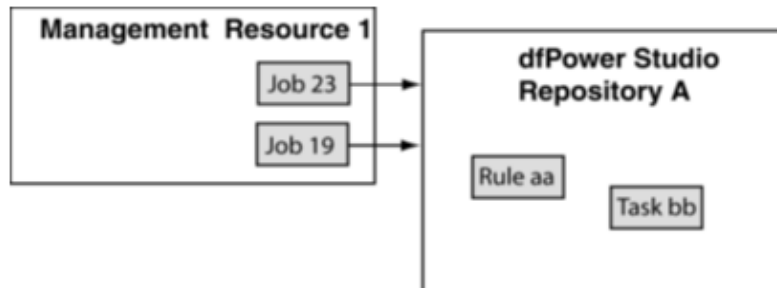 Management Resource 1
Job 23
Job 19
dfPower Studio
Repository A
Rule aa
Task bb